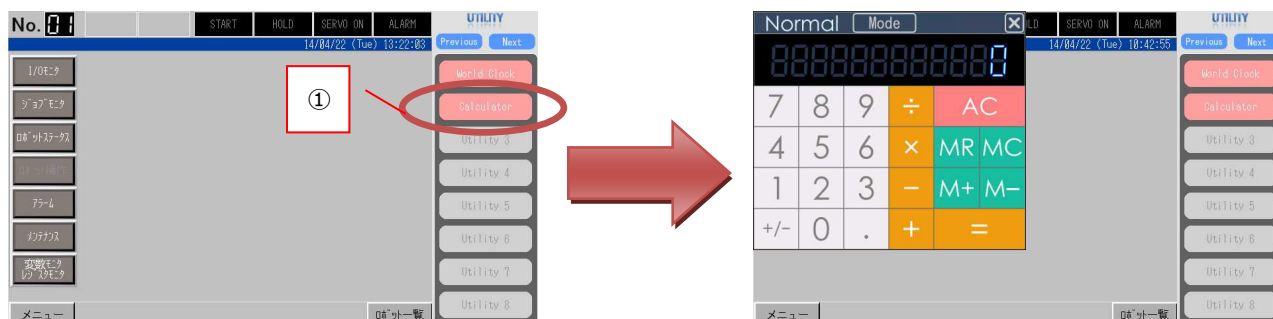 No. 01 START HOLD SERVO ON ALARM UTILITY
14/04/22 (Tue) 13:22:03 Previous Next
I/Oモニタ
ジョブモニタ
ロボットステータス
アラーム
メンテナンス
変数モニタ
レジスタモニタ
メニュー
ロボット一覧
World Clock
Calculator
Utility 3
Utility 4
Utility 5
Utility 6
Utility 7
Utility 8
①
Normal Mode X
0
7 8 9 ÷ AC
4 5 6 × MR MC
1 2 3 − M+ M−
+/- 0 . + =
LD SERVO ON ALARM UTILITY
14/04/22 (Tue) 10:42:55 Previous Next
World Clock
Calculator
Utility 3
Utility 4
Utility 5
Utility 6
Utility 7
Utility 8
メニュー
ロボット一覧